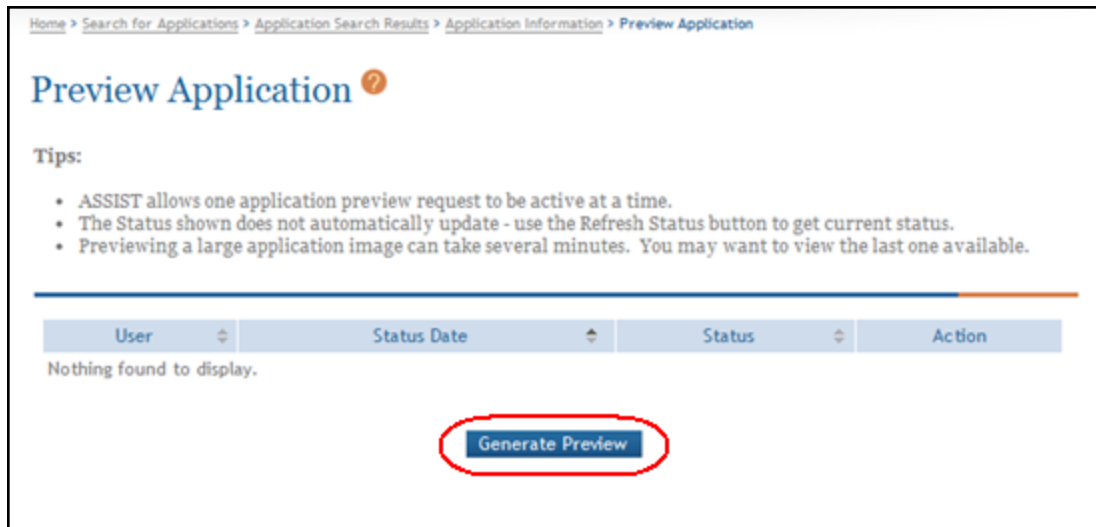 Home > Search for Applications > Application Search Results > Application Information > Preview Application
Preview Application ?
Tips:
• ASSIST allows one application preview request to be active at a time.
• The Status shown does not automatically update - use the Refresh Status button to get current status.
• Previewing a large application image can take several minutes.  You may want to view the last one available.
User Status Date Status Action
Nothing found to display.
Generate Preview